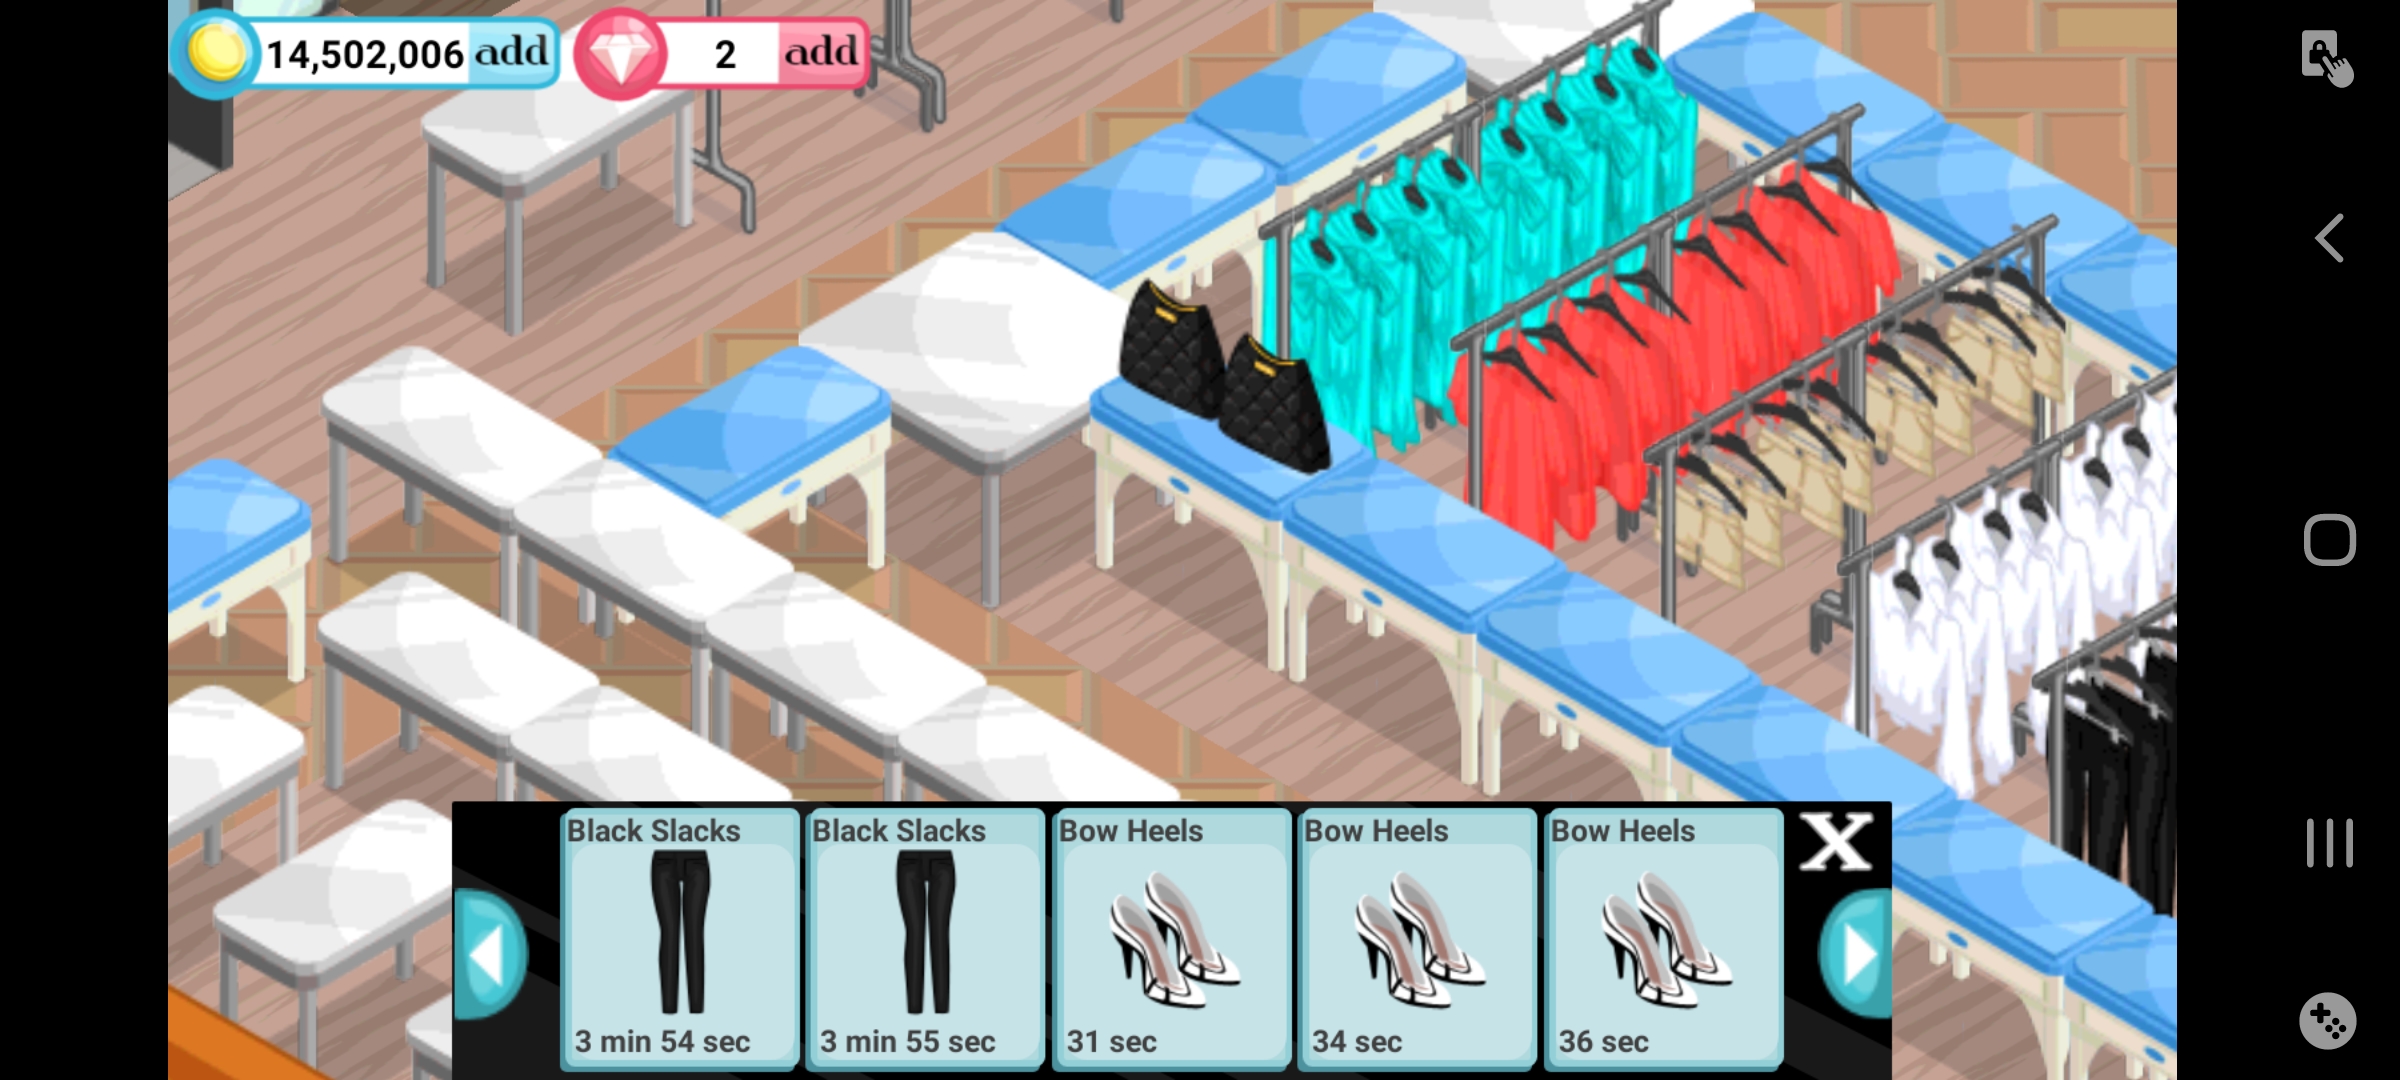 14,502,006 add 2 add
Black Slacks Black Slacks Bow Heels Bow Heels Bow Heels X
3 min 54 sec 3 min 55 sec 31 sec 34 sec 36 sec